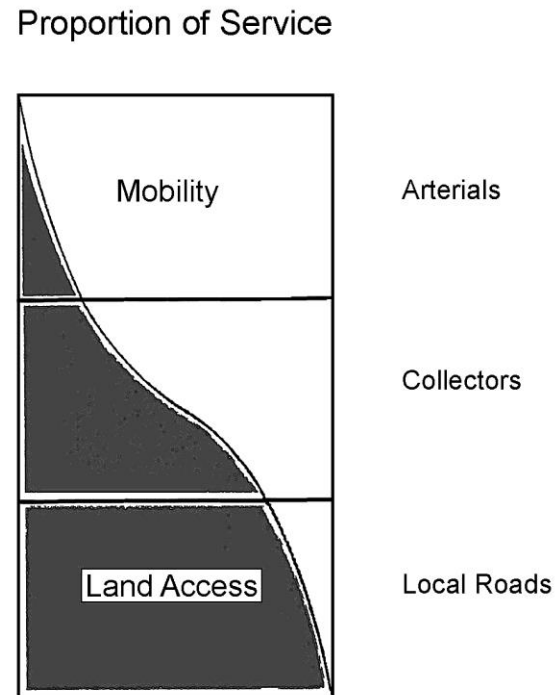 Proportion of Service
Mobility
Arterials
Collectors
Land Access
Local Roads